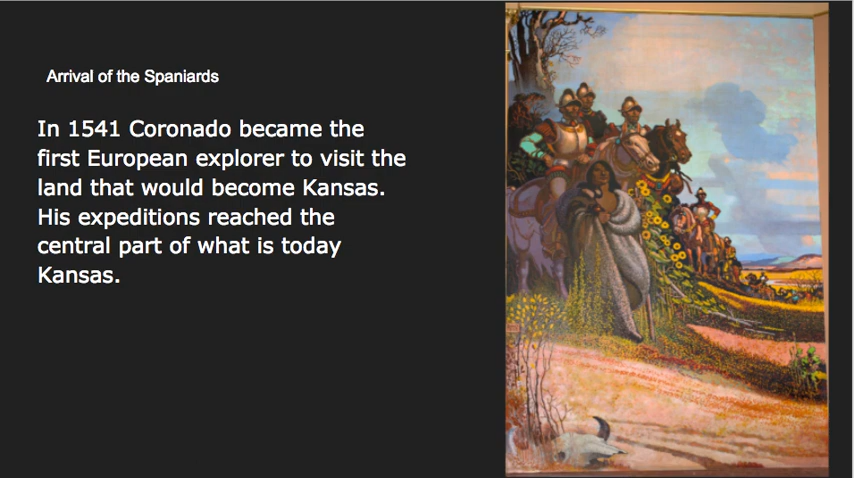 Arrival of the Spaniards
In 1541 Coronado became the
first European explorer to visit the
land that would become Kansas.
His expeditions reached the
central part of what is today
Kansas.